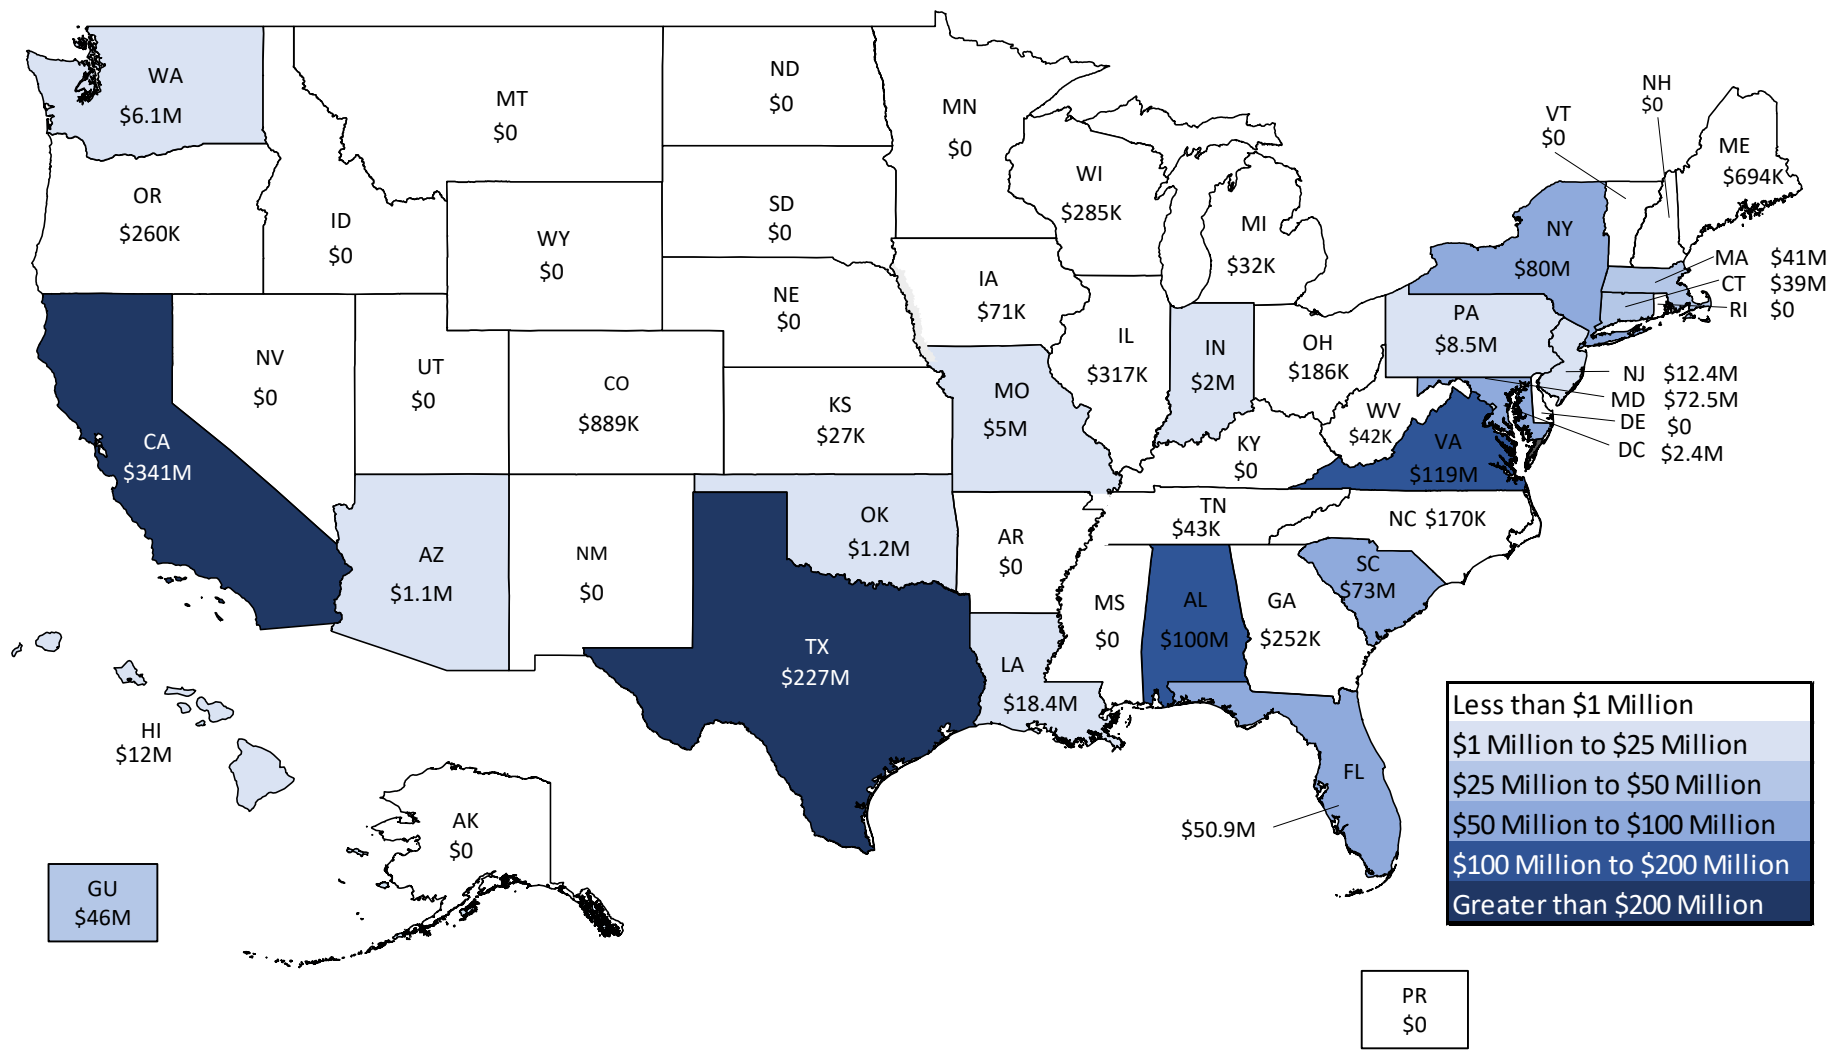 WA
$6.1M
OR
$260K
CA
$341M
ID
$0
NV
$0
MT
$0
WY
$0
UT
$0
CO
$889K
AZ
$1.1M
NM
$0
ND
$0
SD
$0
NE
$0
KS
$27K
OK
$1.2M
TX
$227M
MN
$0
IA
$71K
MO
$5M
AR
$0
LA
$18.4M
WI
$285K
IL
$317K
MI
$32K
IN
$2M
OH
$186K
KY
$0
TN
$43K
MS
$0
AL
$100M
GA
$252K
FL
$50.9M
SC
$73M
NC $170K
VA
$119M
WV
$42K
PA
$8.5M
NY
$80M
VT
$0
NH
$0
ME
$694K
MA $41M
CT $39M
RI $0
NJ $12.4M
MD $72.5M
DE $0
DC $2.4M
HI
$12M
AK
$0
GU
$46M
PR
$0
Less than $1 Million
$1 Million to $25 Million
$25 Million to $50 Million
$50 Million to $100 Million
$100 Million to $200 Million
Greater than $200 Million